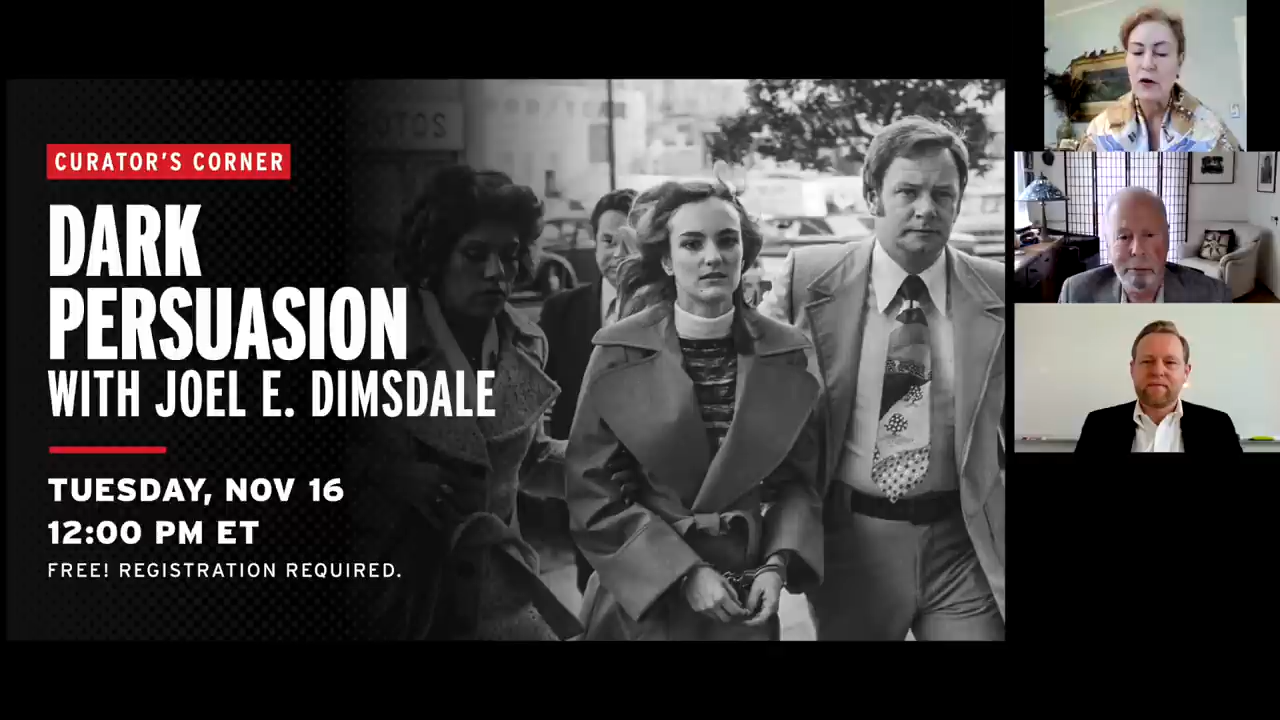 CURATOR'S CORNER
DARK
PERSUASION
WITH JOEL E. DIMSDALE
TUESDAY, NOV 16
12:00 PM ET
FREE! REGISTRATION REQUIRED.